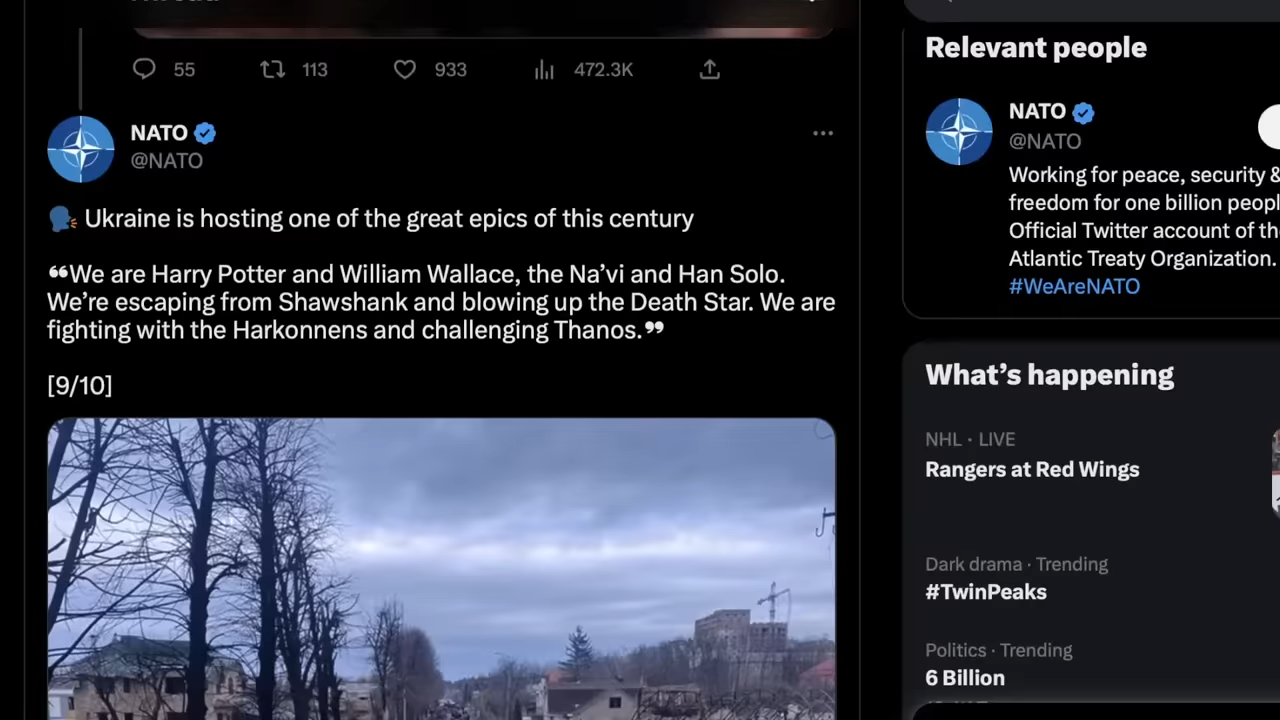 55 113 933 472.3K
NATO
@NATO
Ukraine is hosting one of the great epics of this century
❝We are Harry Potter and William Wallace, the Na’vi and Han Solo.
We’re escaping from Shawshank and blowing up the Death Star. We are
fighting with the Harkonnens and challenging Thanos.❞
[9/10]
Relevant people
NATO
@NATO
Working for peace, security &
freedom for one billion peopl
Official Twitter account of th
Atlantic Treaty Organization.
#WeAreNATO
What’s happening
NHL · LIVE
Rangers at Red Wings
Dark drama · Trending
#TwinPeaks
Politics · Trending
6 Billion